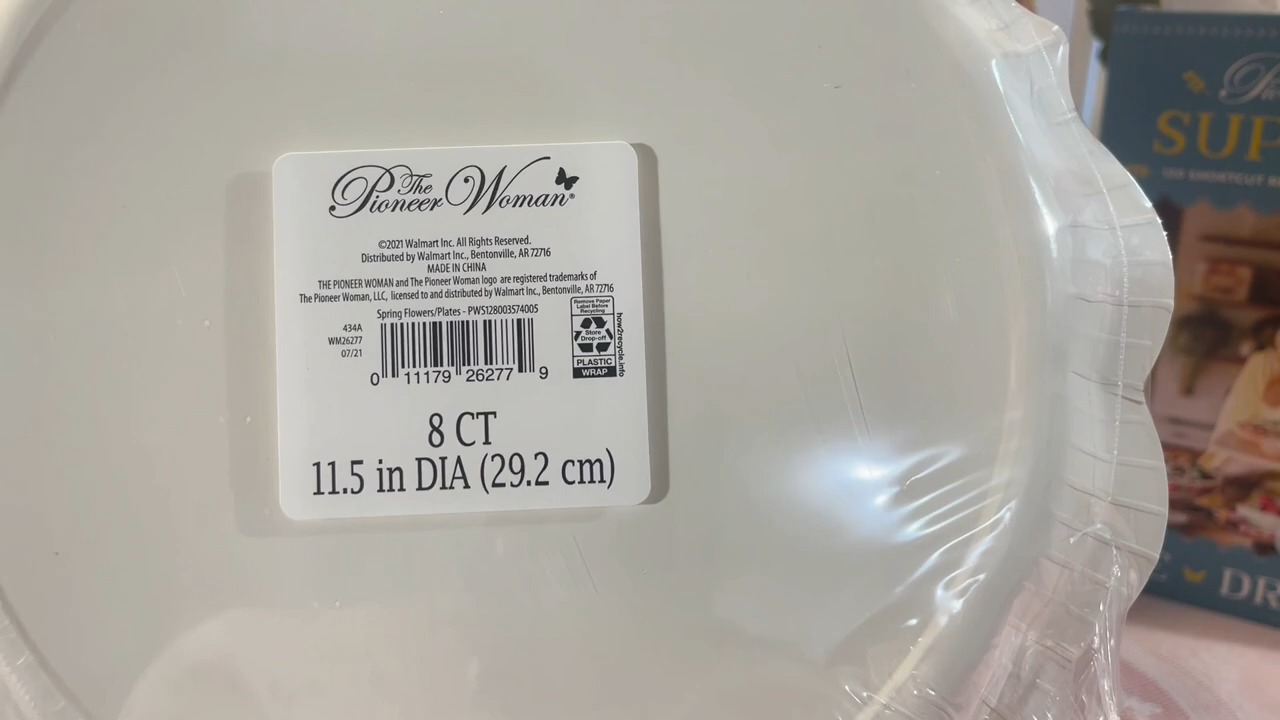 The Pioneer Woman®
©2021 Walmart Inc. All Rights Reserved.
Distributed by Walmart Inc., Bentonville, AR 72716
MADE IN CHINA
THE PIONEER WOMAN and The Pioneer Woman logo are registered trademarks of
The Pioneer Woman, LLC, licensed to and distributed by Walmart Inc., Bentonville, AR 72716
Spring Flowers/Plates - PWS128003574005
434A
WM26277
07/21
0 11179 26277 9
Remove Paper
Label Before
Recycling
Store
Drop-off
PLASTIC
WRAP
how2recycle.info
8 CT
11.5 in DIA (29.2 cm)
SUP
SHORTCUT
DR